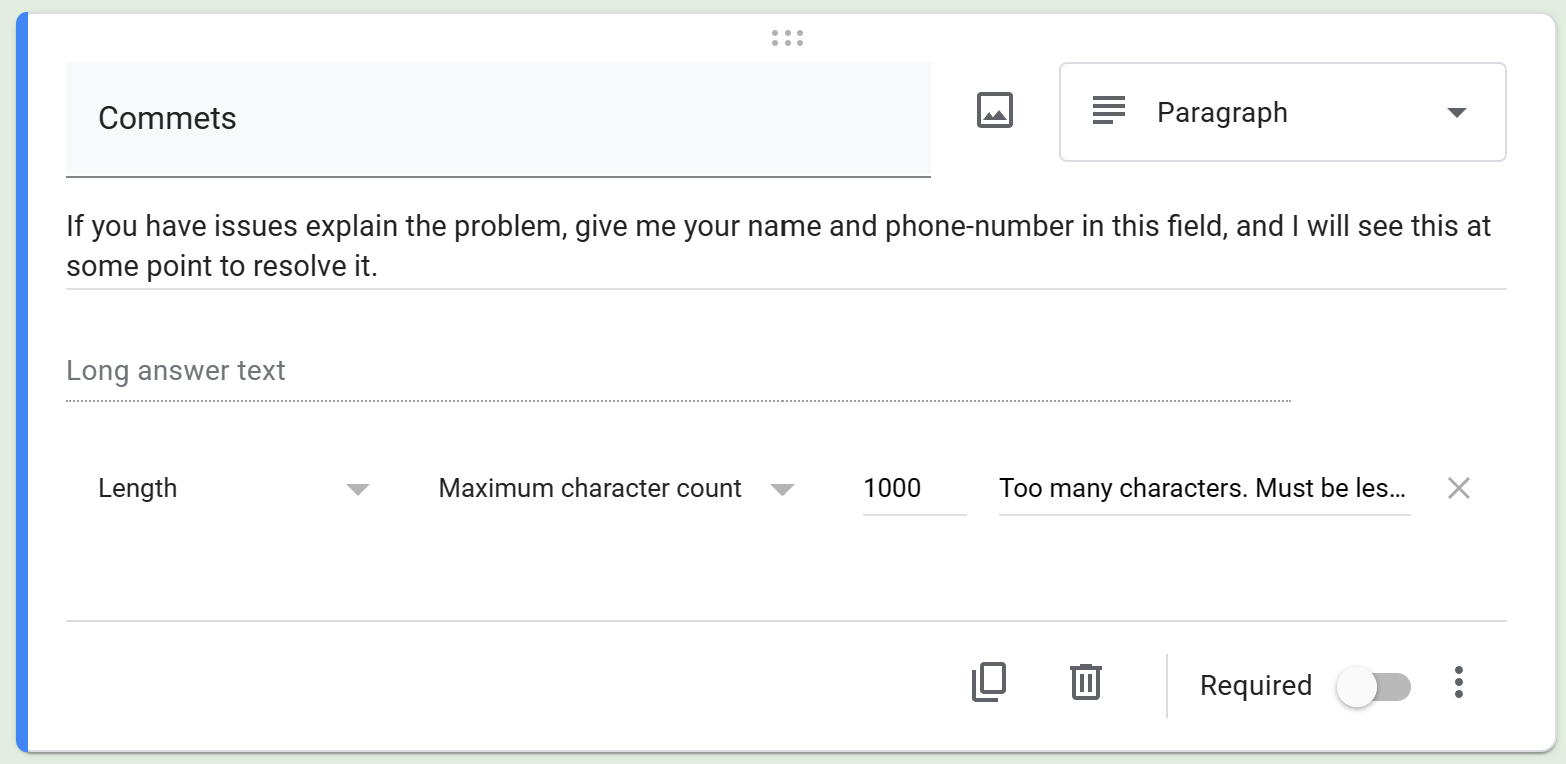 Commets
Paragraph
If you have issues explain the problem, give me your name and phone-number in this field, and I will see this at
some point to resolve it.
Long answer text
Length
Maximum character count
1000
Too many characters. Must be les...
Required